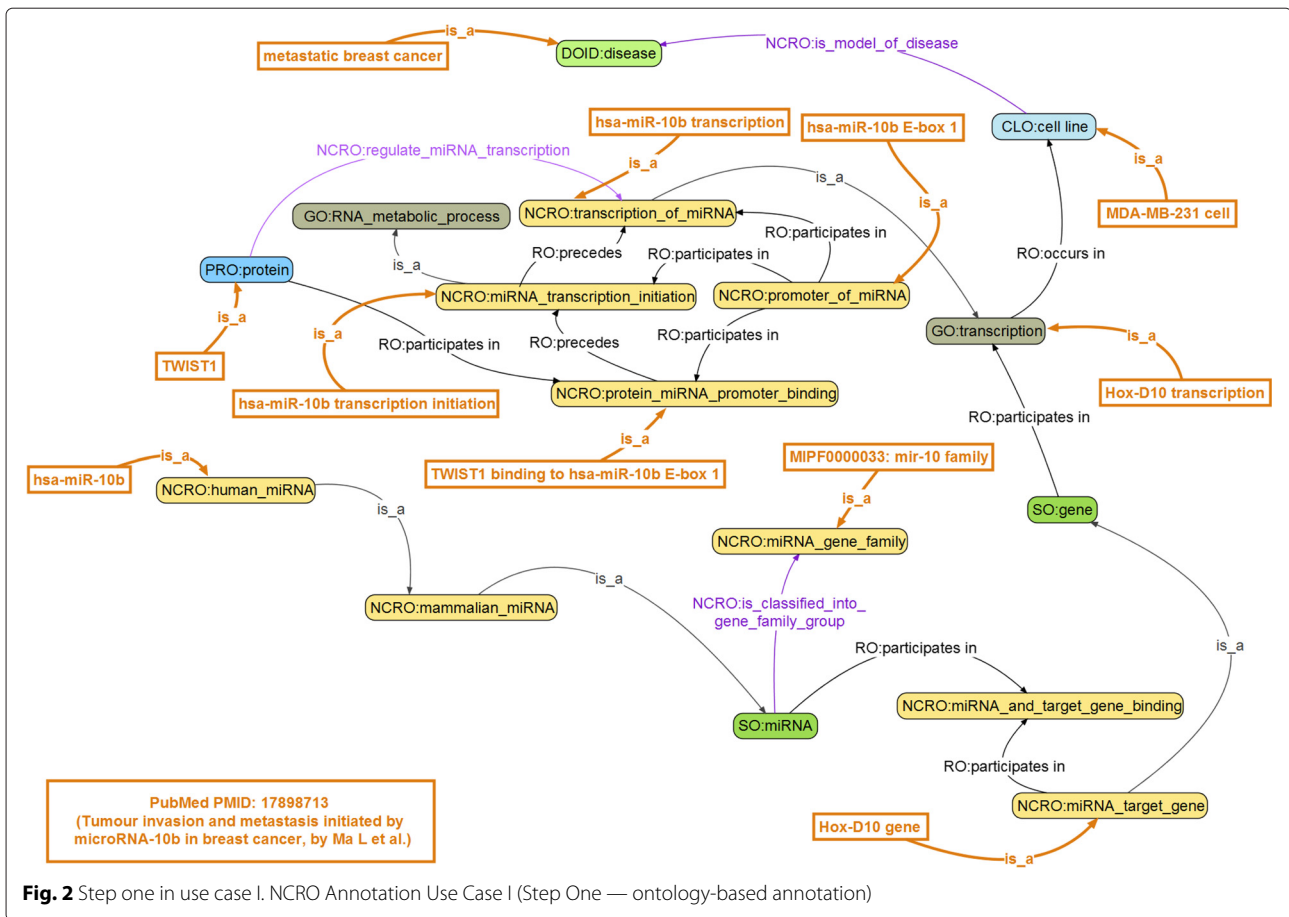 is_a
metastatic breast cancer
DOID:disease
NCRO:is_model_of_disease
hsa-miR-10b transcription
hsa-miR-10b E-box 1
CLO:cell line
NCRO:regulate_miRNA_transcription
is_a
is_a
is_a
is_a
GO:RNA_metabolic_process
NCRO:transcription_of_miRNA
MDA-MB-231 cell
RO:participates in
RO:precedes
RO:participates in
RO:occurs in
PRO:protein
is_a
NCRO:miRNA_transcription_initiation
NCRO:promoter_of_miRNA
is_a
is_a
GO:transcription
is_a
RO:participates in
RO:precedes
RO:participates in
TWIST1
hsa-miR-10b transcription initiation
NCRO:protein_miRNA_promoter_binding
Hox-D10 transcription
RO:participates in
is_a
is_a
MIPF0000033: mir-10 family
hsa-miR-10b
TWIST1 binding to hsa-miR-10b E-box 1
NCRO:human_miRNA
is_a
SO:gene
is_a
NCRO:miRNA_gene_family
is_a
NCRO:mammalian_miRNA
NCRO:is_classified_into_
gene_family_group
RO:participates in
is_a
NCRO:miRNA_and_target_gene_binding
SO:miRNA
RO:participates in
PubMed PMID: 17898713
(Tumour invasion and metastasis initiated by
microRNA-10b in breast cancer, by Ma L et al.)
NCRO:miRNA_target_gene
Hox-D10 gene
is_a
Fig. 2 Step one in use case I. NCRO Annotation Use Case I (Step One — ontology-based annotation)